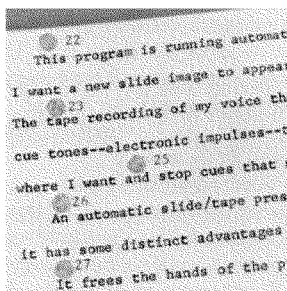 22
This program is running automat
I want a new slide image to appear
23
The tape recording of my voice th
cue tones--electronic impulses--t
25
where I want and stop cues that
26
An automatic slide/tape pres
it has some distinct advantages
27
It frees the hands of the p